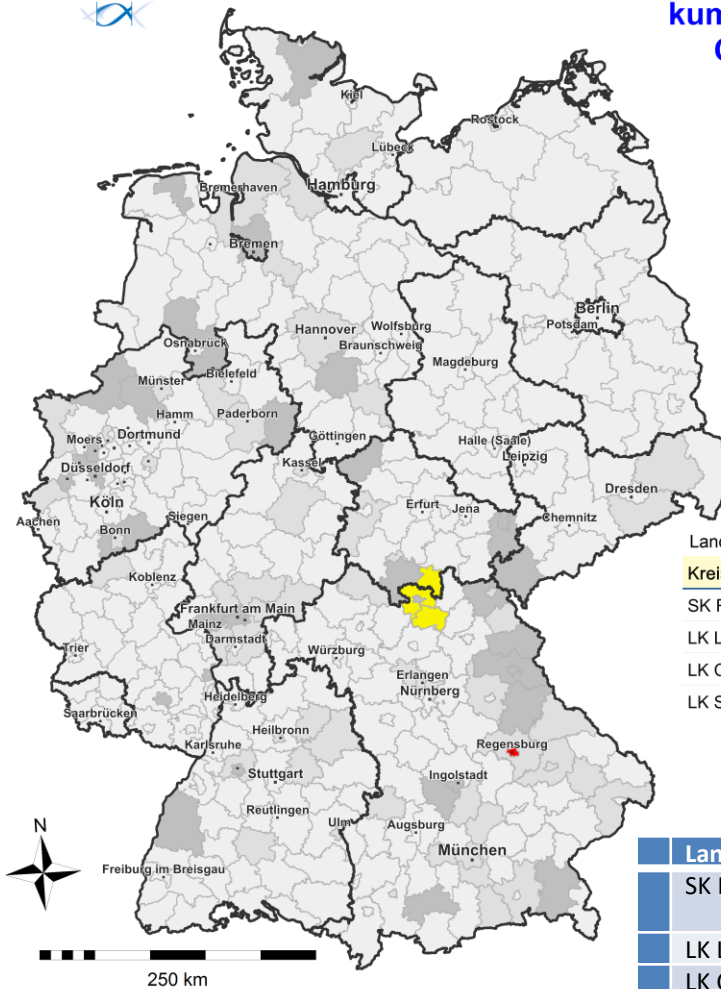 kum
Kiel
Rostock
Lübeck
Bremerhaven
Hamburg
Bremen
Berlin
Potsdam
Hannover
Wolfsburg
Braunschweig
Osnabrück
Magdeburg
Münster
Bielefeld
Hamm
Paderborn
Moers
Dortmund
Göttingen
Halle (Saale)
Leipzig
Düsseldorf
Kassel
Dresden
Köln
Erfurt
Jena
Aachen
Siegen
Chemnitz
Bonn
Koblenz
Land
Kreis
Frankfurt am Main
SK R
Mainz
Darmstadt
LK L
Trier
Würzburg
LK C
Erlangen
Nürnberg
LK S
Heidelberg
Saarbrücken
Heilbronn
Karlsruhe
Regensburg
Stuttgart
Ingolstadt
Reutlingen
Ulm
Augsburg
N
München
Lan
Freiburg im Breisgau
SK
LK L
250 km
LK